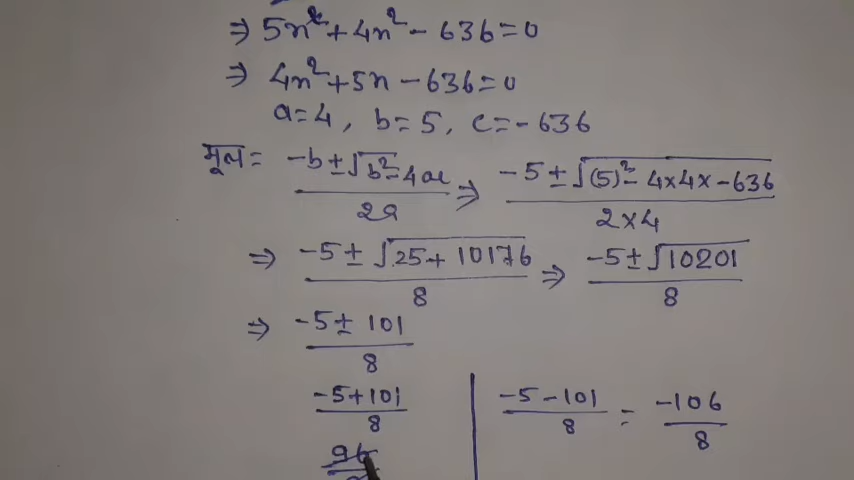 ⇒ 5n + 4n² - 636 = 0
⇒ 4n² + 5n - 636 = 0
a = 4, b = 5, c = - 636
मूल = -b ± √b² - 4ac / 2a ⇒ -5 ± √(5)² - 4×4×-636 / 2×4
⇒ -5 ± √25 + 10176 / 8 ⇒ -5 ± √10201 / 8
⇒ -5 ± 101 / 8
-5 + 101 / 8 | -5 - 101 / 8 = -106 / 8
96